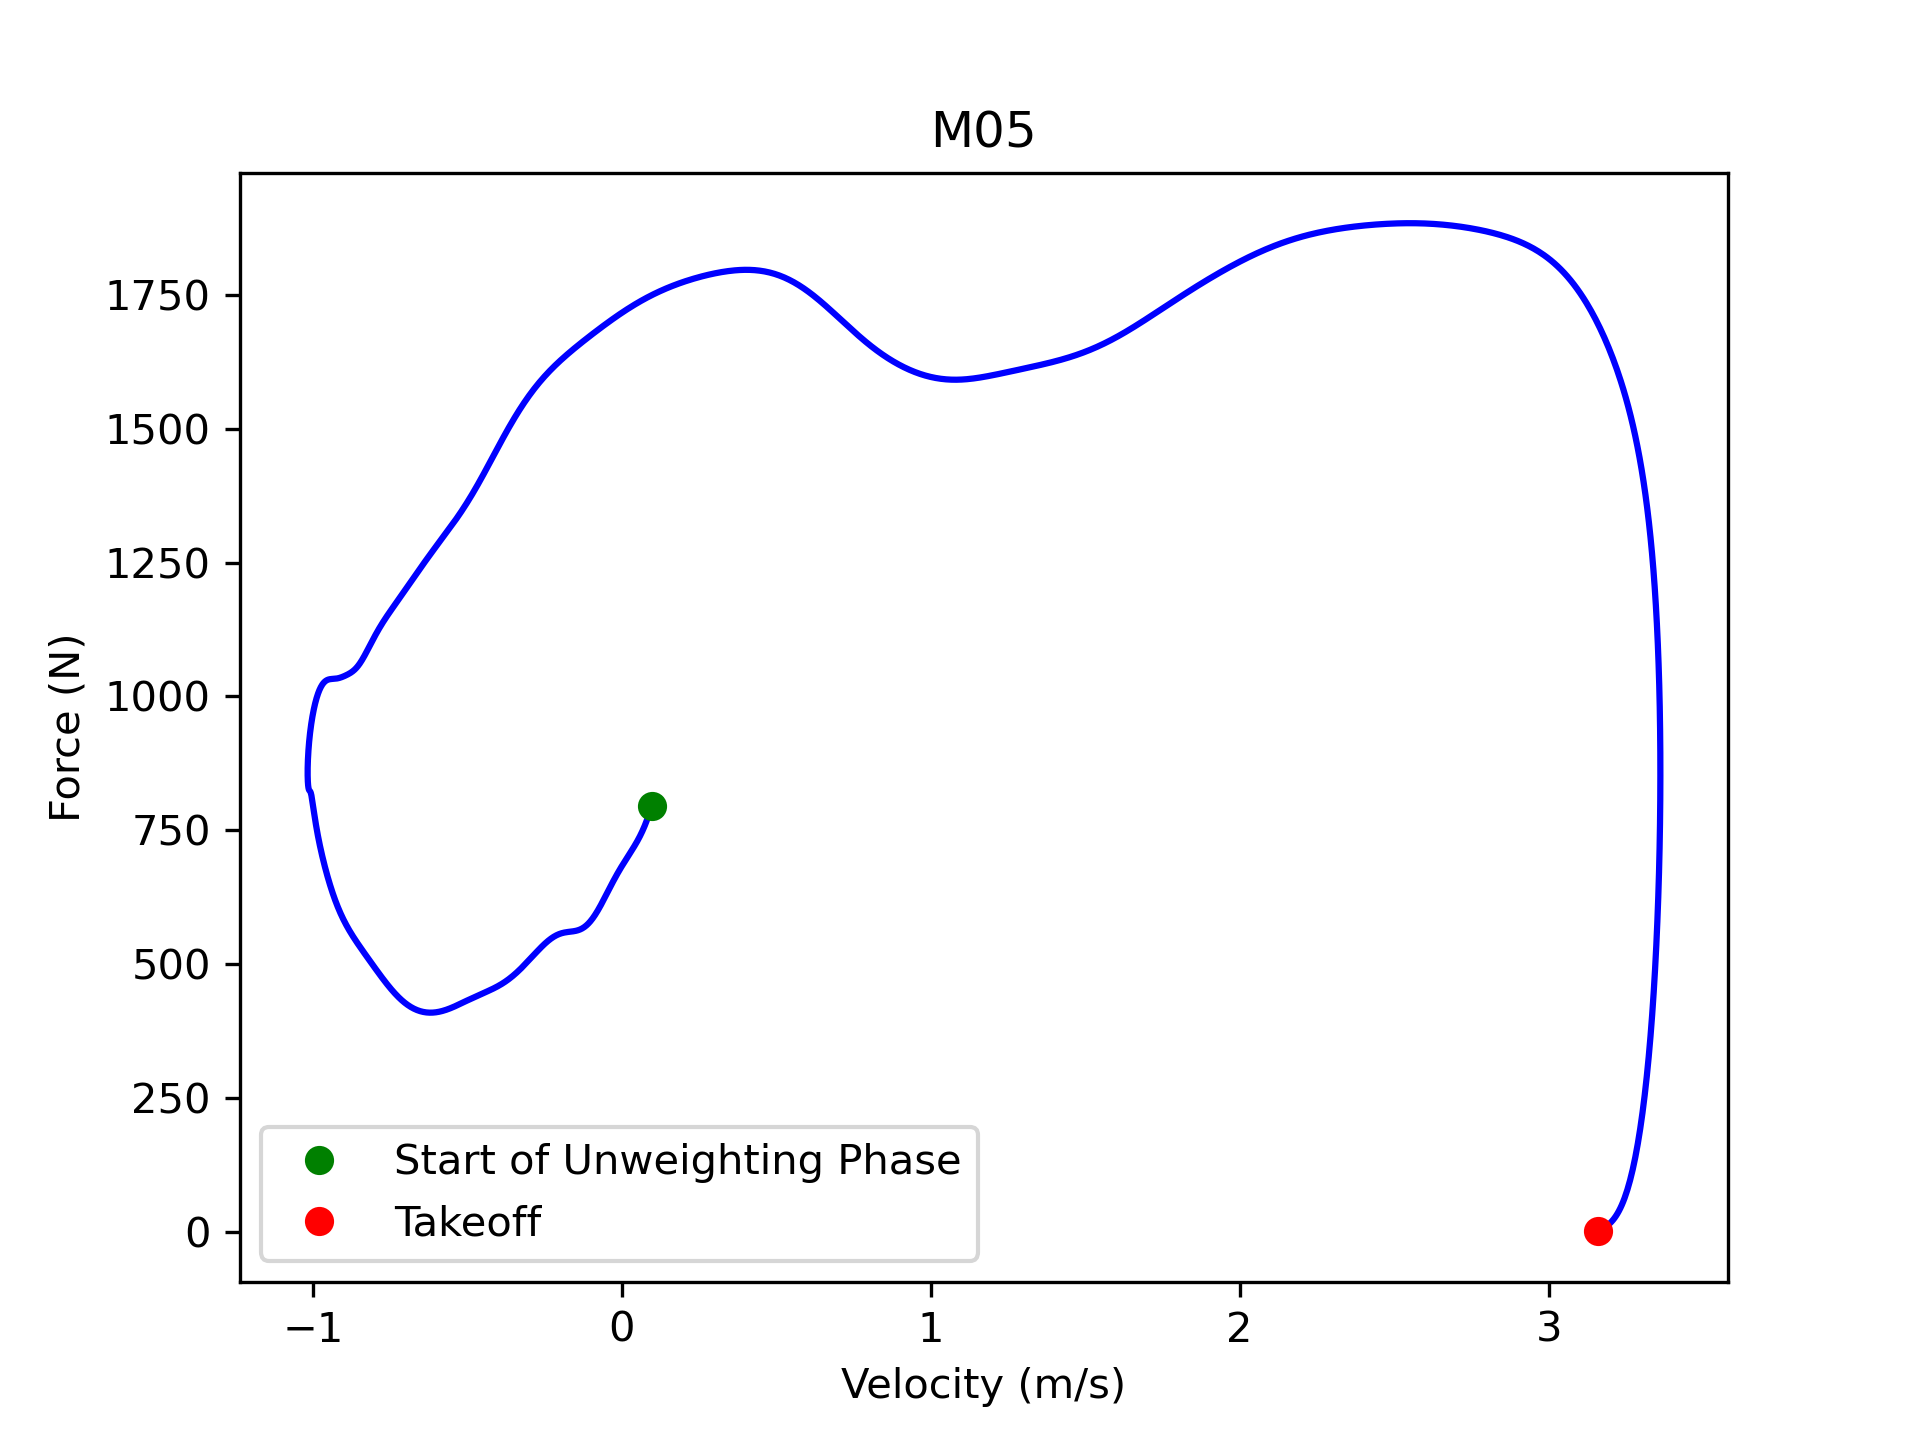 M05
1750
1500
1250
1000
750
500
250
0
Force (N)
Start of Unweighting Phase
Takeoff
−1 0 1 2 3
Velocity (m/s)